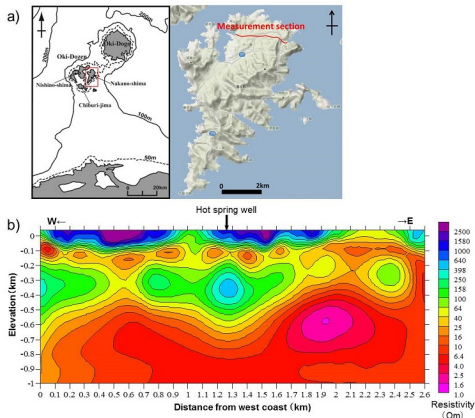 a)
200m
200m
Oki-Dogo
Oki-Dozen
Nishino-shima
Nakano-shima
Chiburi-jima
100m
50m
0 20km
Measurement section
0 2km
Hot spring well
b)
W← →E
Elevation (km)
0
-0.1
-0.2
-0.3
-0.4
-0.5
-0.6
-0.7
-0.8
-0.9
-1
0 0.1 0.2 0.3 0.4 0.5 0.6 0.7 0.8 0.9 1 1.1 1.2 1.3 1.4 1.5 1.6 1.7 1.8 1.9 2 2.1 2.2 2.3 2.4 2.5 2.6
Distance from west coast (km)
2500
1580
1000
640
398
250
158
100
64
40
25
16
10
6.4
4.0
2.5
1.6
1.0
Resistivity
(Ωm)